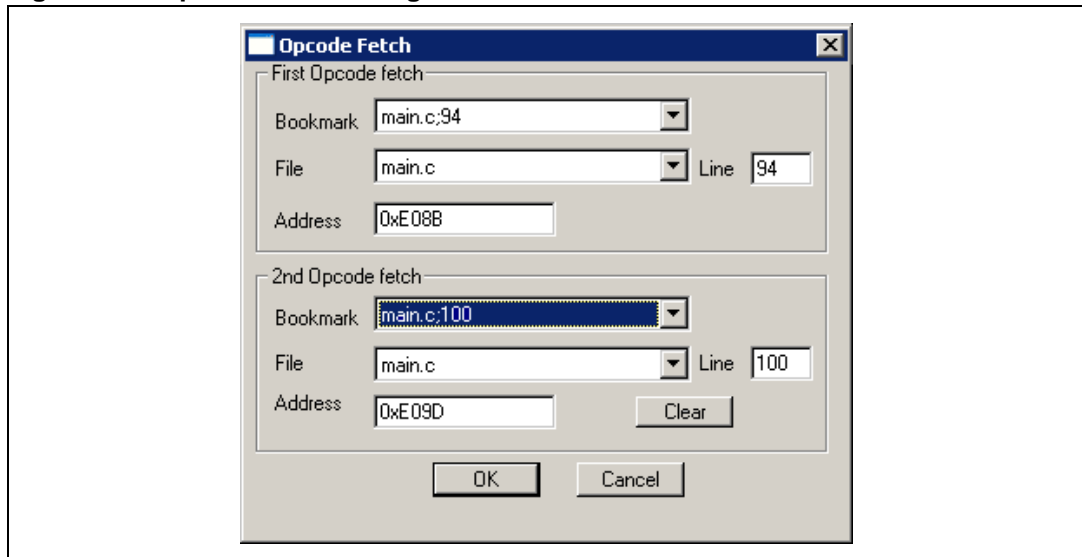 Opcode Fetch
First Opcode fetch
Bookmark main.c;94
File main.c Line 94
Address 0xE08B
2nd Opcode fetch
Bookmark main.c;100
File main.c Line 100
Address 0xE09D Clear
OK Cancel